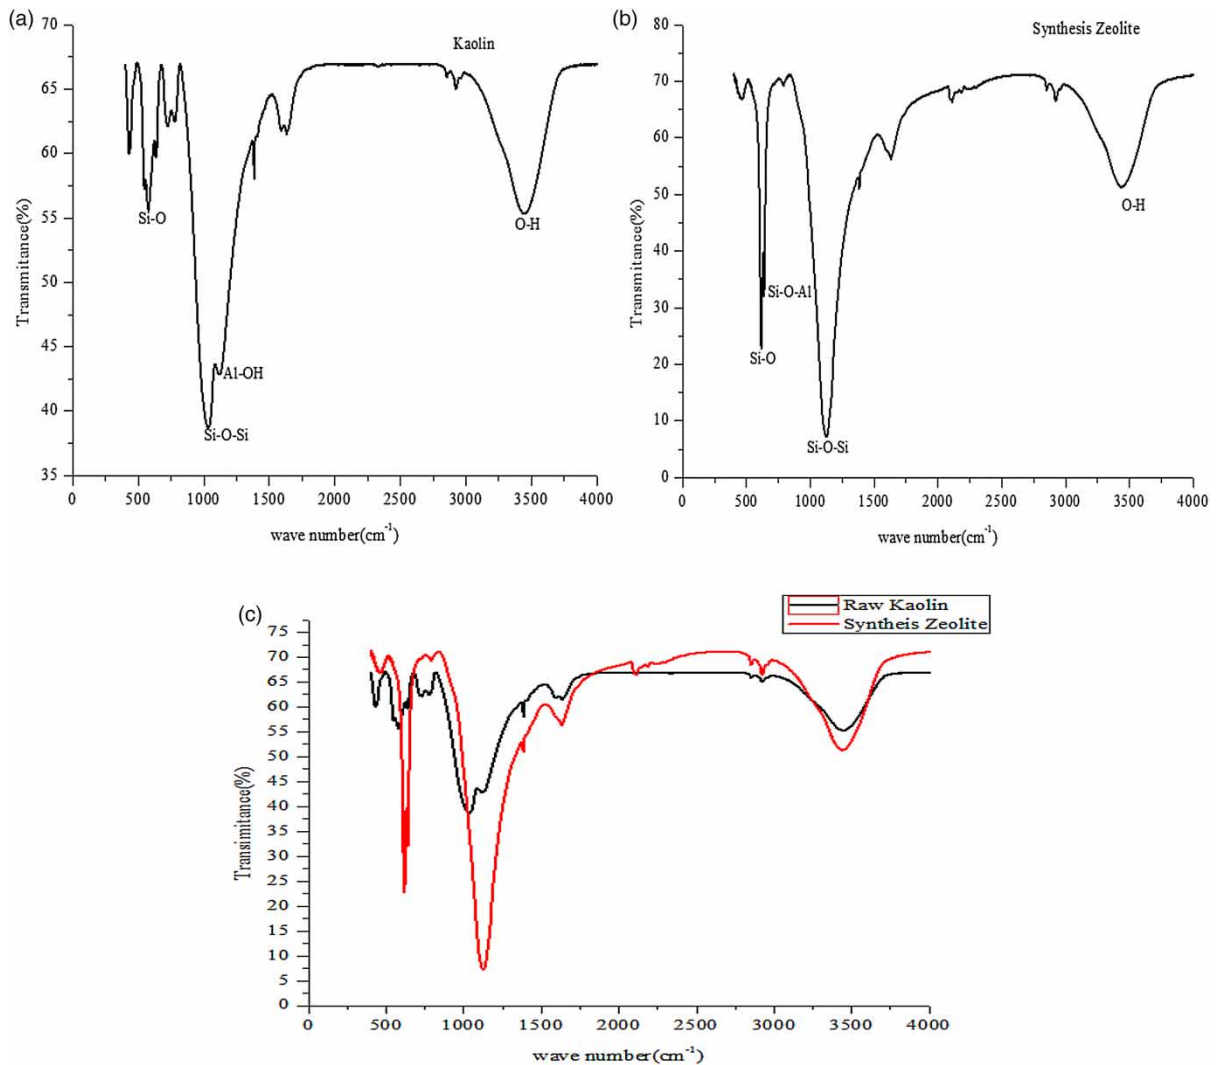 (a)
Kaolin
70
65
60
55
50
45
40
35
Transmitance(%)
Si-O
Al-OH
Si-O-Si
O-H
0 500 1000 1500 2000 2500 3000 3500 4000
wave number(cm-1)
(b)
Synthesis Zeolite
80
70
60
50
40
30
20
10
0
Transmitance(%)
Si-O-Al
Si-O
Si-O-Si
O-H
0 500 1000 1500 2000 2500 3000 3500 4000
wave number(cm-1)
(c)
Raw Kaolin
Syntheis Zeolite
75
70
65
60
55
50
45
40
35
30
25
20
15
10
5
0
Transimitance(%)
0 500 1000 1500 2000 2500 3000 3500 4000
wave number(cm-1)